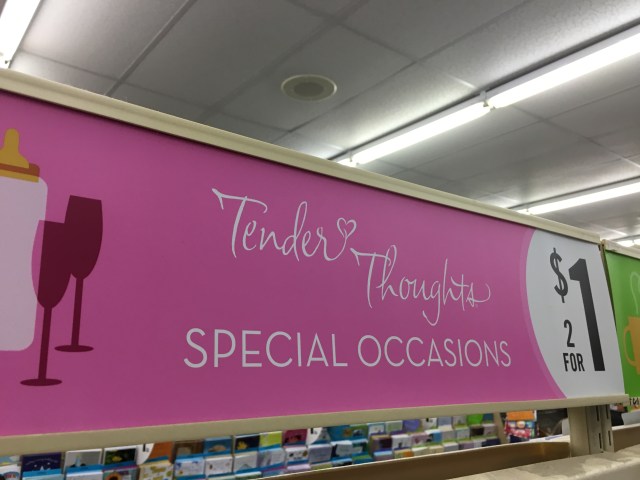 Tender
Thoughts
SPECIAL OCCASIONS
2 FOR $1